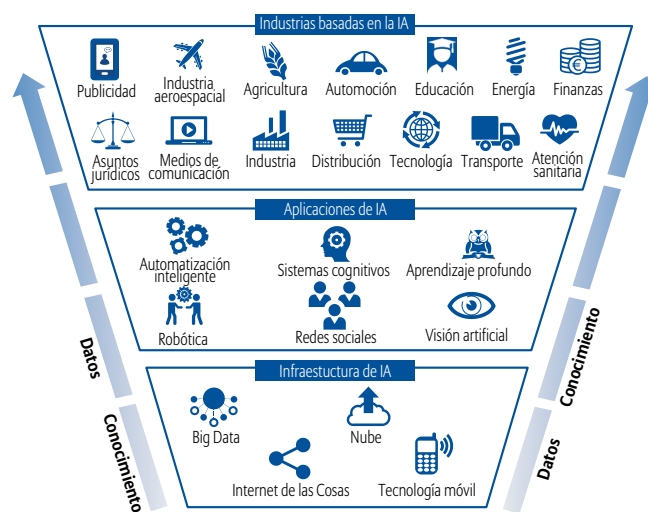 Industrias basadas en la IA
Publicidad
Industria
aeroespacial
Agricultura
Automoción
Educación
Energía
Finanzas
Asuntos
jurídicos
Medios de
comunicación
Industria
Distribución
Tecnología
Transporte
Atención
sanitaria
Aplicaciones de IA
Automatización
inteligente
Sistemas cognitivos
Aprendizaje profundo
Robótica
Redes sociales
Visión artificial
Infraestuctura de IA
Big Data
Nube
Internet de las Cosas
Tecnología móvil
Datos
Conocimiento
Conocimiento
Datos